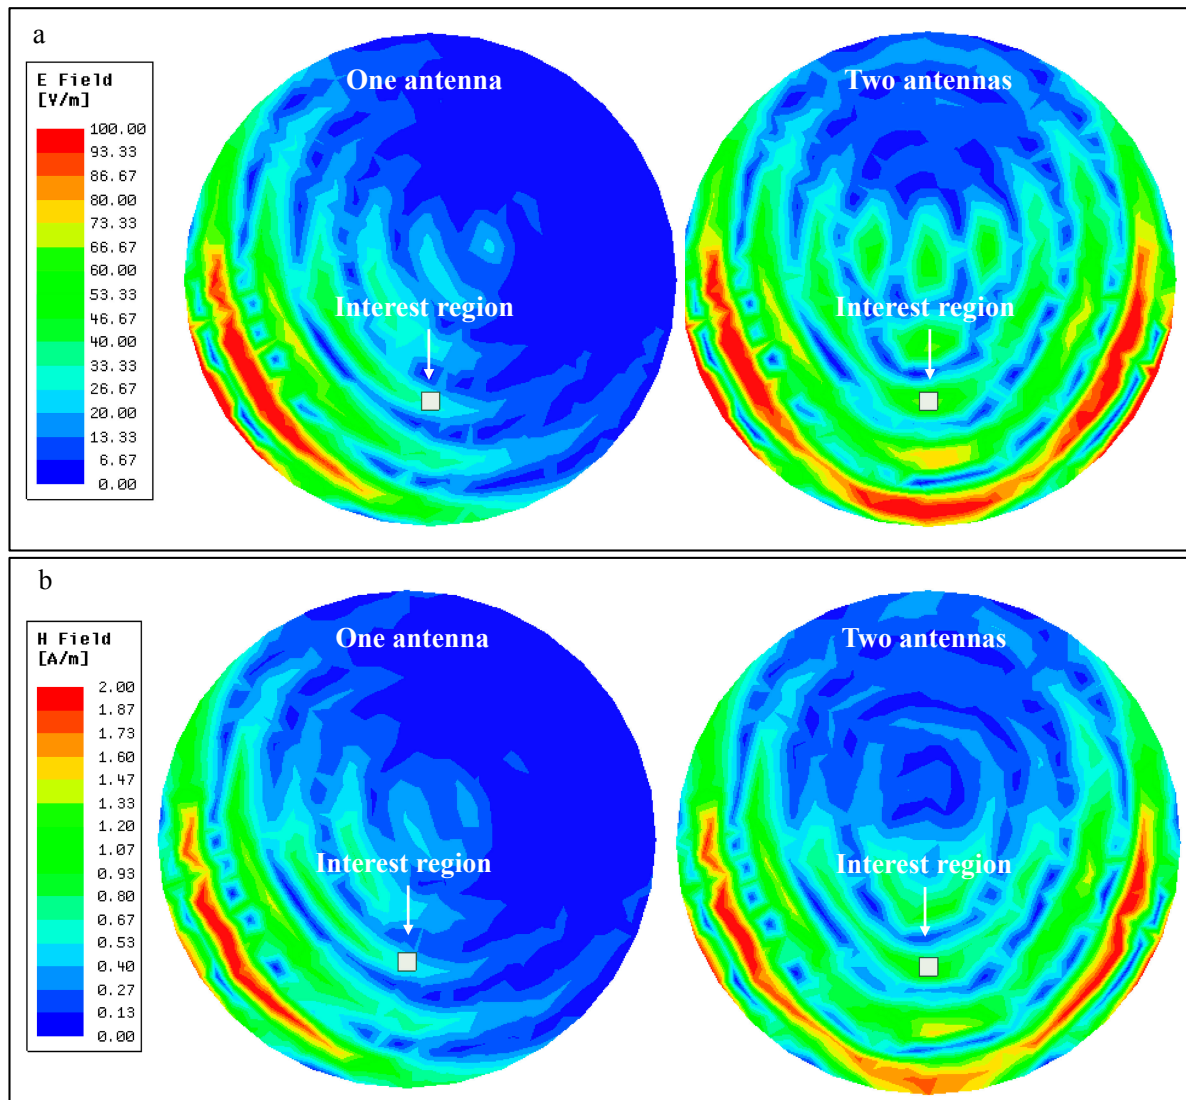 a
E Field
[V/m]
100.00
93.33
86.67
80.00
73.33
66.67
60.00
53.33
46.67
40.00
33.33
26.67
20.00
13.33
6.67
0.00
One antenna
Interest region
Two antennas
Interest region
b
H Field
[A/m]
2.00
1.87
1.73
1.60
1.47
1.33
1.20
1.07
0.93
0.80
0.67
0.53
0.40
0.27
0.13
0.00
One antenna
Interest region
Two antennas
Interest region